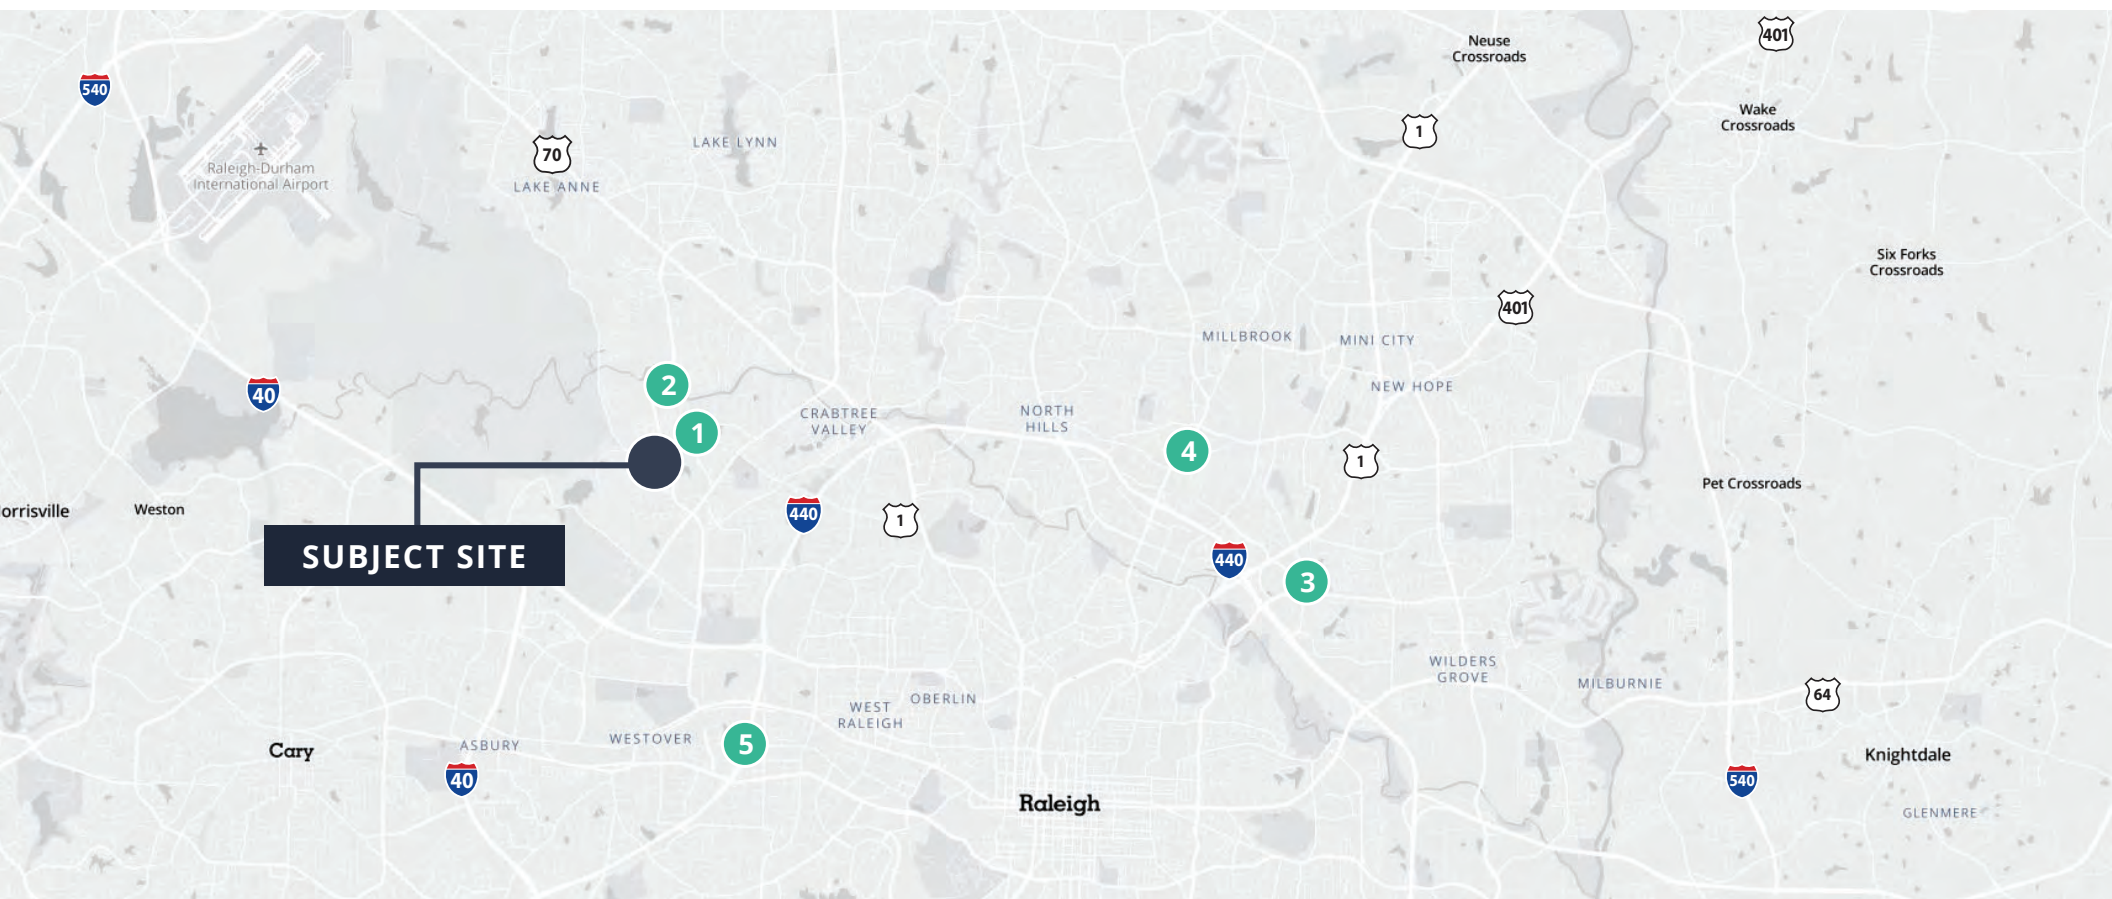 Neuse
Crossroads
401
540
Wake
Crossroads
1
LAKE LYNN
70
Raleigh-Durham
International Airport
LAKE ANNE
Six Forks
Crossroads
401
MILLBROOK
MINI CITY
2
NEW HOPE
40
CRABTREE
VALLEY
NORTH
HILLS
1
4
1
Pet Crossroads
orrisville
Weston
440
1
SUBJECT SITE
440
3
WILDERS
GROVE
MILBURNIE
64
OBERLIN
WEST
RALEIGH
WESTOVER
5
ASBURY
Cary
40
Knightdale
540
Raleigh
GLENMERE